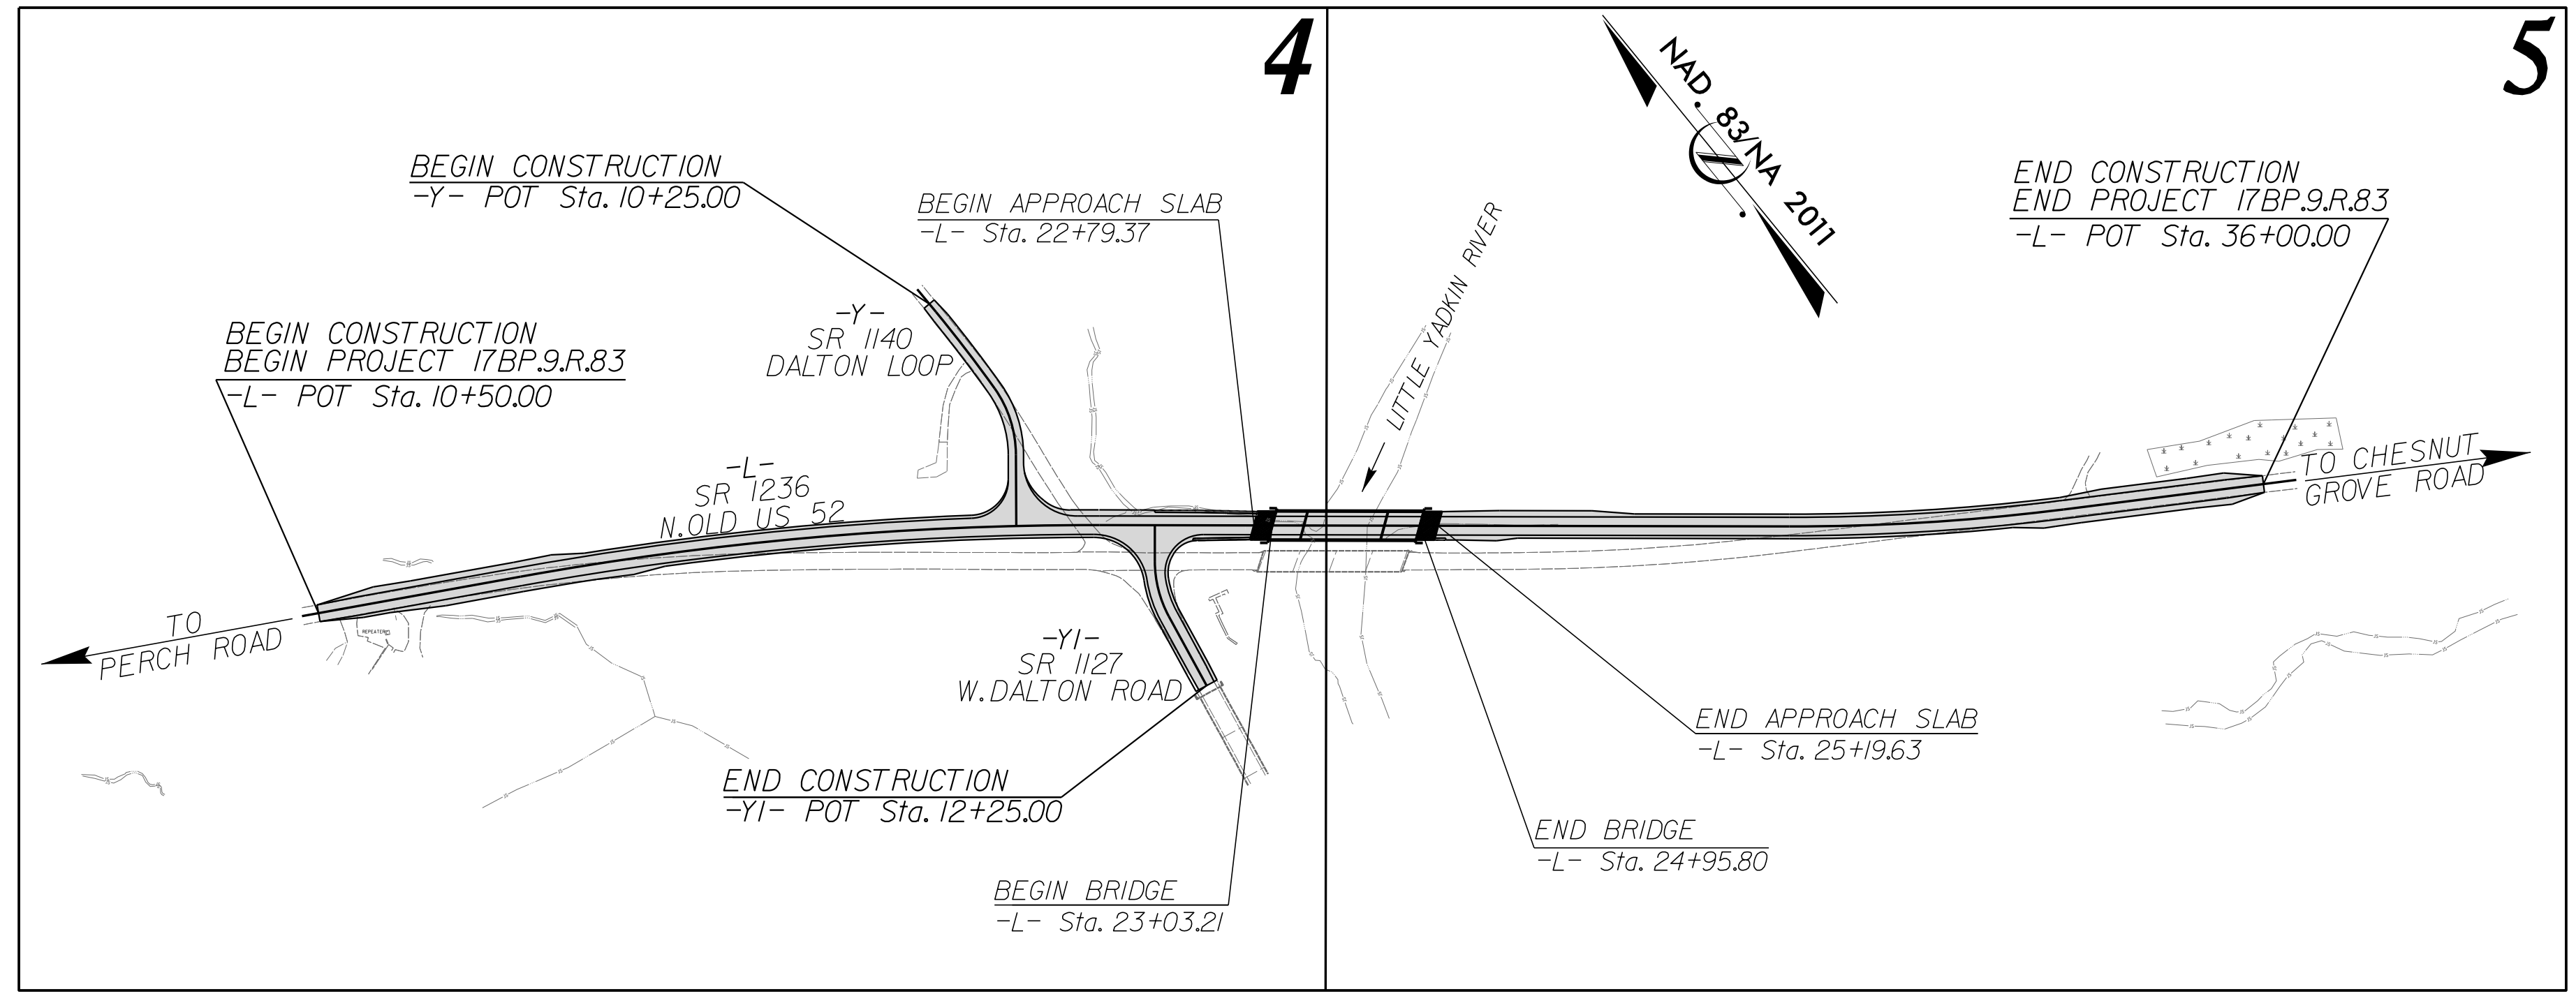 4
5
NAD 83/NA 2011
BEGIN CONSTRUCTION
-Y- POT Sta. 10+25.00
BEGIN APPROACH SLAB
-L- Sta. 22+79.37
END CONSTRUCTION
END PROJECT 17BP.9.R.83
-L- POT Sta. 36+00.00
LITTLE YADKIN RIVER
-Y-
SR 1140
DALTON LOOP
BEGIN CONSTRUCTION
BEGIN PROJECT 17BP.9.R.83
-L- POT Sta. 10+50.00
-L-
SR 1236
N. OLD US 52
TO CHESNUT
GROVE ROAD
TO
PERCH ROAD
REPEATER
-Y1-
SR 1127
W. DALTON ROAD
END APPROACH SLAB
-L- Sta. 25+19.63
END CONSTRUCTION
-Y1- POT Sta. 12+25.00
END BRIDGE
-L- Sta. 24+95.80
BEGIN BRIDGE
-L- Sta. 23+03.21